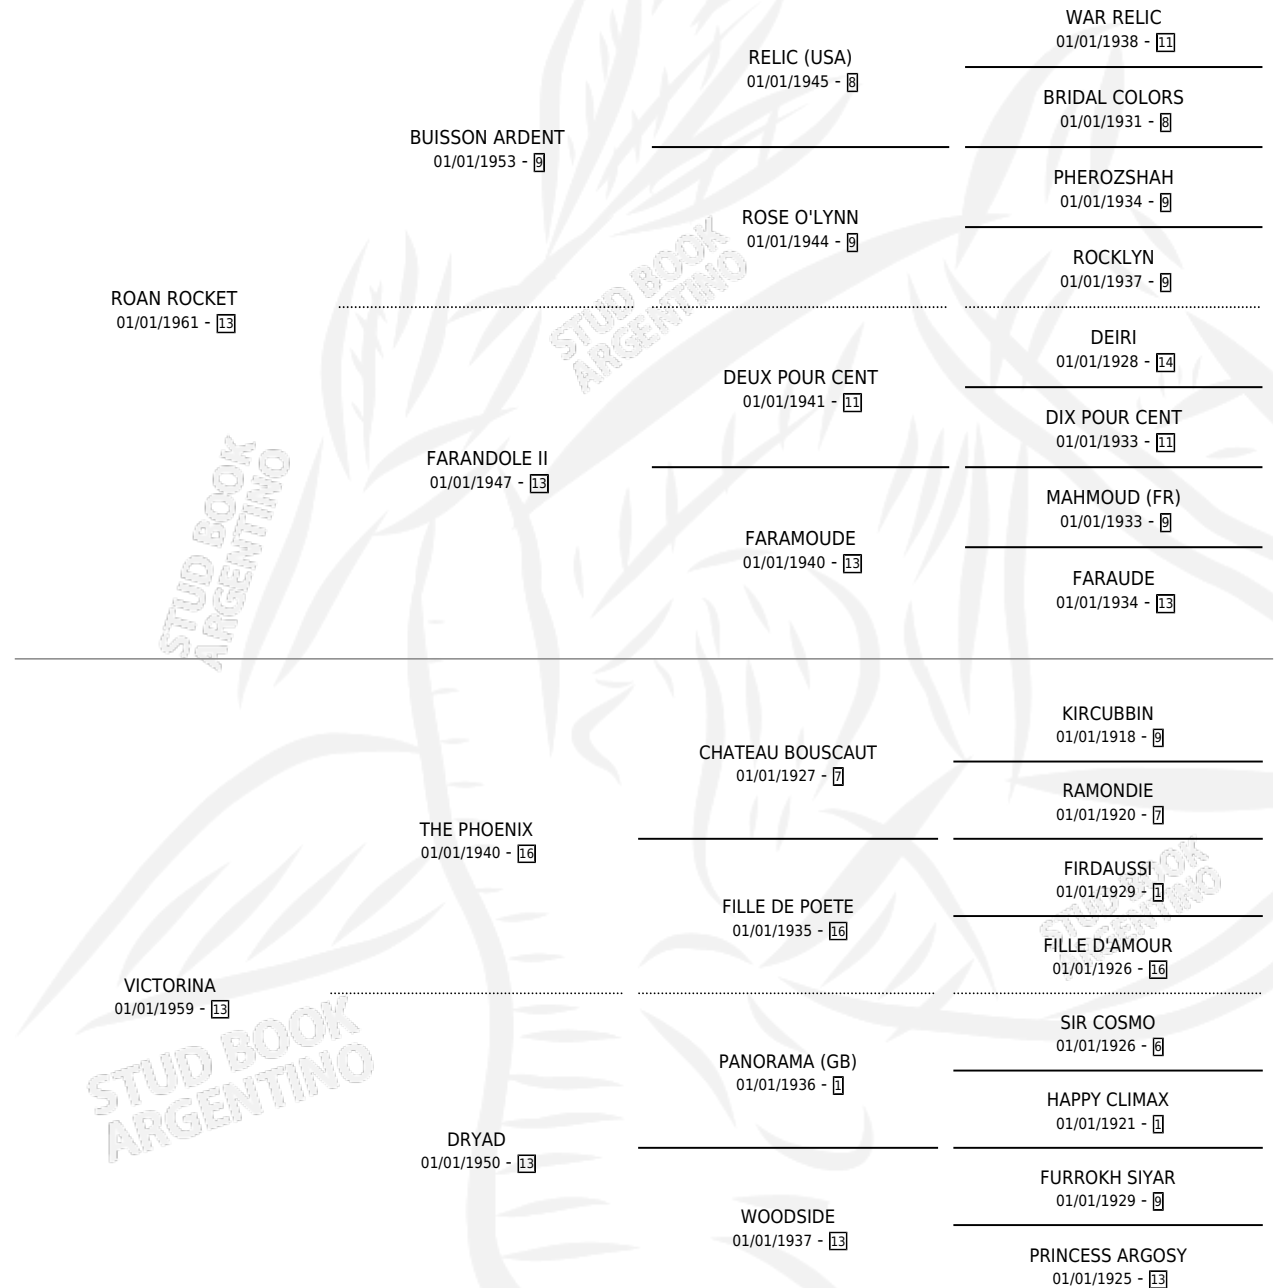 WAR RELIC
01/01/1938 - 11
RELIC (USA)
01/01/1945 - 8
BRIDAL COLORS
01/01/1931 - 8
BUISSON ARDENT
01/01/1953 - 9
PHEROZSHAH
01/01/1934 - 9
ROSE O'LYNN
01/01/1944 - 9
ROCKLYN
01/01/1937 - 9
ROAN ROCKET
01/01/1961 - 13
DEIRI
01/01/1928 - 14
DEUX POUR CENT
01/01/1941 - 11
DIX POUR CENT
01/01/1933 - 11
FARANDOLE II
01/01/1947 - 13
MAHMOUD (FR)
01/01/1933 - 9
FARAMOUDE
01/01/1940 - 13
FARAUDE
01/01/1934 - 13
KIRCUBBIN
01/01/1918 - 9
CHATEAU BOUSCAUT
01/01/1927 - 7
RAMONDIE
01/01/1920 - 7
THE PHOENIX
01/01/1940 - 16
FIRDAUSSI
01/01/1929 - 1
FILLE DE POETE
01/01/1935 - 16
FILLE D'AMOUR
01/01/1926 - 16
VICTORINA
01/01/1959 - 13
SIR COSMO
01/01/1926 - 6
PANORAMA (GB)
01/01/1936 - 1
HAPPY CLIMAX
01/01/1921 - 1
DRYAD
01/01/1950 - 13
FURROKH SIYAR
01/01/1929 - 9
WOODSIDE
01/01/1937 - 13
PRINCESS ARGOSY
01/01/1925 - 13
STUD BOOK
ARGENTINO
STUD BOOK
ARGENTINO
STUD BOOK
ARGENTINO
STUD BOOK
ARGENTINO